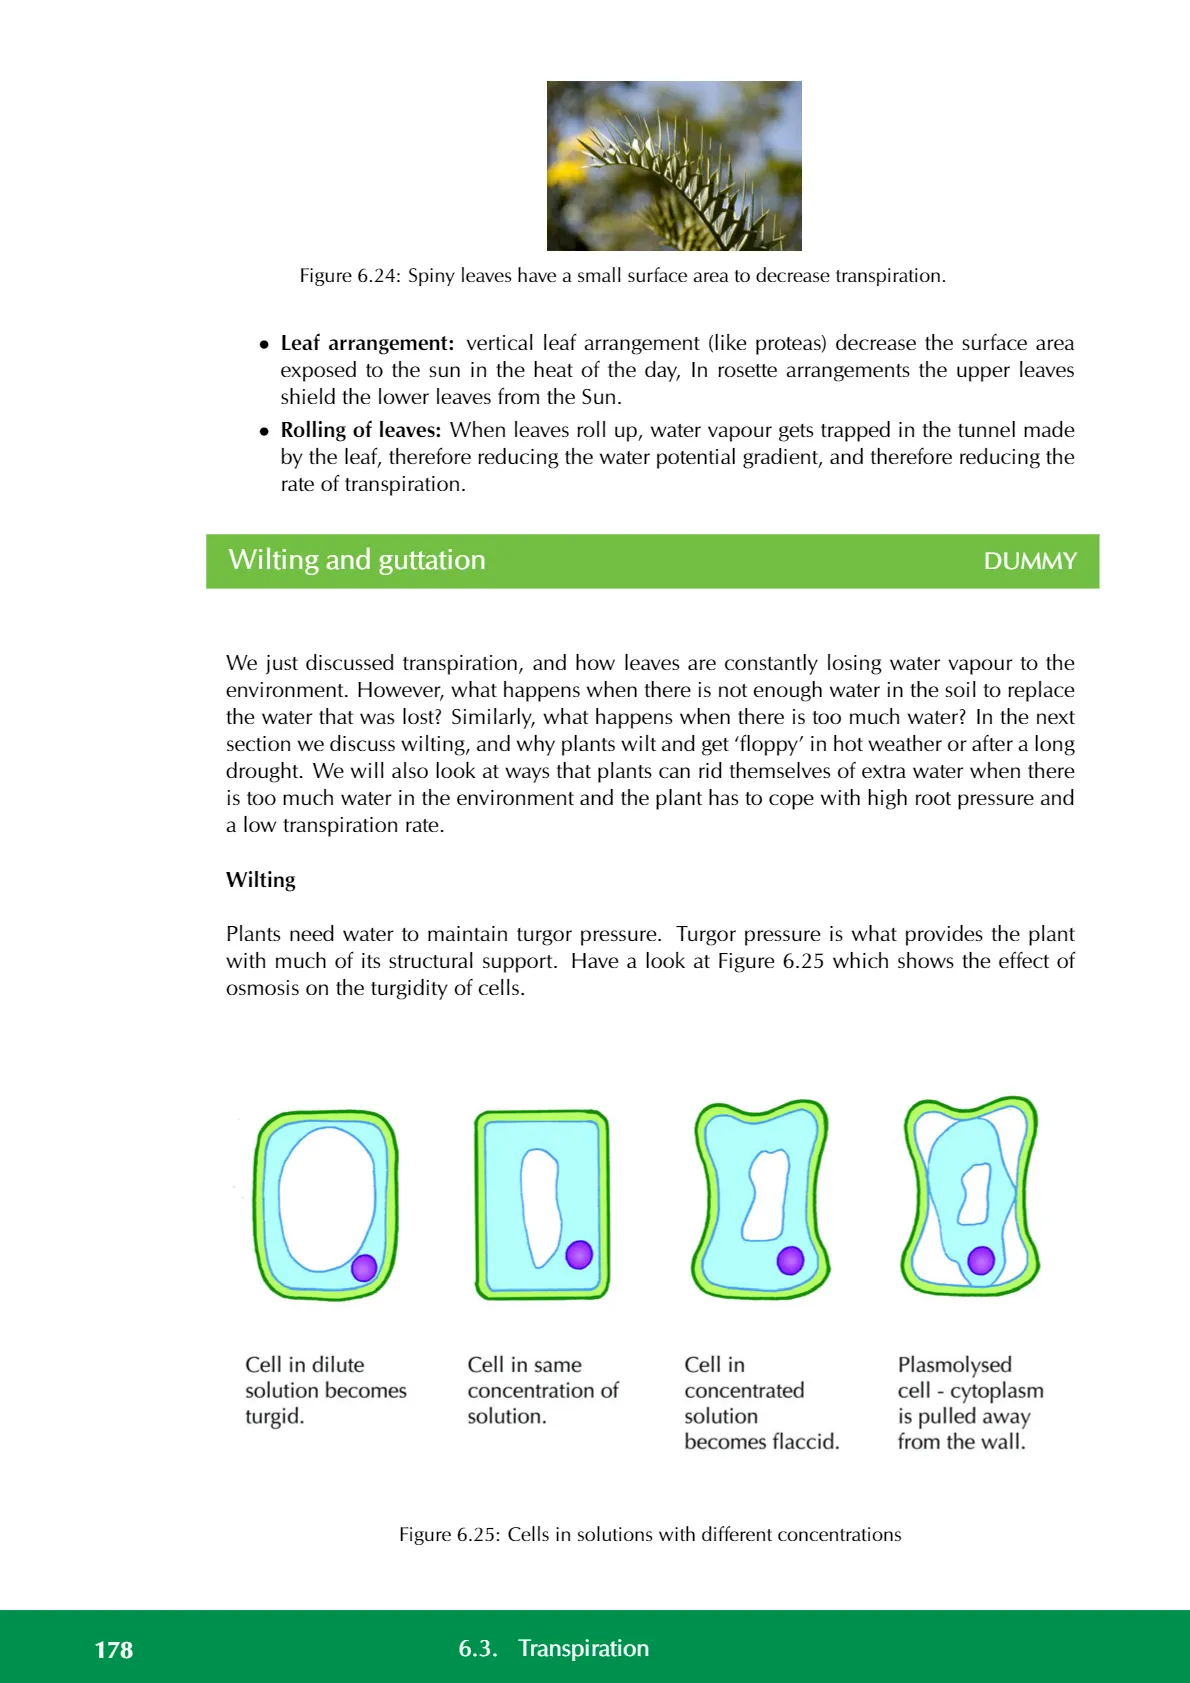 Figure 6.24: Spiny leaves have a small surface area to decrease transpiration.
• Leaf arrangement: vertical leaf arrangement (like proteas) decrease the surface area
exposed to the sun in the heat of the day, In rosette arrangements the upper leaves
shield the lower leaves from the Sun.
• Rolling of leaves: When leaves roll up, water vapour gets trapped in the tunnel made
by the leaf, therefore reducing the water potential gradient, and therefore reducing the
rate of transpiration.
Wilting and guttation DUMMY
We just discussed transpiration, and how leaves are constantly losing water vapour to the
environment. However, what happens when there is not enough water in the soil to replace
the water that was lost? Similarly, what happens when there is too much water? In the next
section we discuss wilting, and why plants wilt and get ‘floppy’ in hot weather or after a long
drought. We will also look at ways that plants can rid themselves of extra water when there
is too much water in the environment and the plant has to cope with high root pressure and
a low transpiration rate.
Wilting
Plants need water to maintain turgor pressure. Turgor pressure is what provides the plant
with much of its structural support. Have a look at Figure 6.25 which shows the effect of
osmosis on the turgidity of cells.
Cell in dilute
solution becomes
turgid.
Cell in same
concentration of
solution.
Cell in
concentrated
solution
becomes flaccid.
Plasmolysed
cell - cytoplasm
is pulled away
from the wall.
Figure 6.25: Cells in solutions with different concentrations
178 6.3. Transpiration